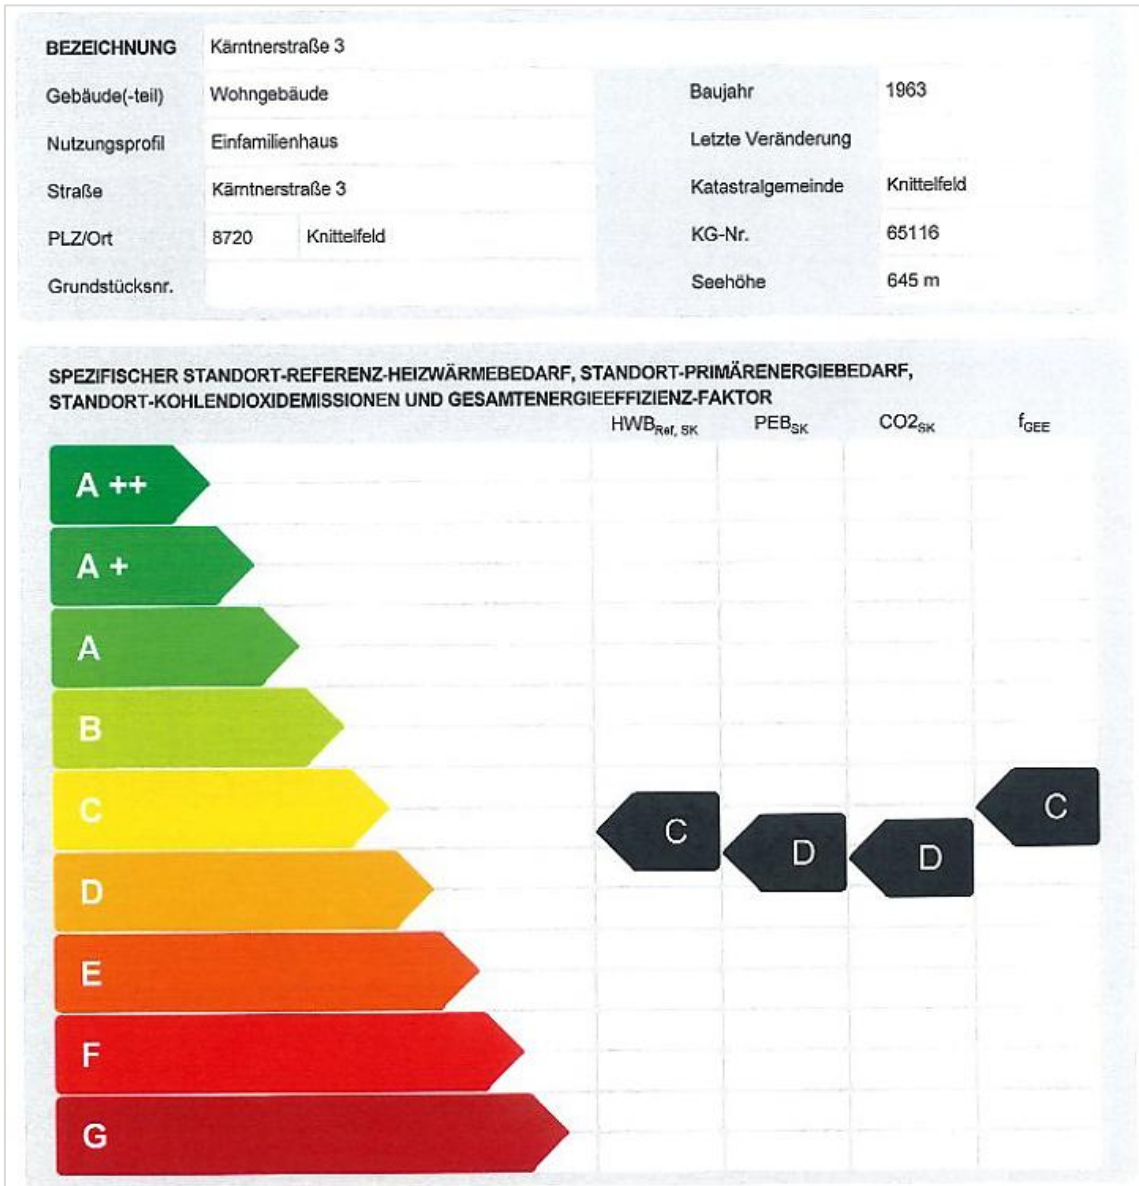 BEZEICHNUNG Kärntnerstraße 3
Gebäude(-teil) Wohngebäude Baujahr 1963
Nutzungsprofil Einfamilienhaus Letzte Veränderung
Straße Kärntnerstraße 3 Katastralgemeinde Knittelfeld
PLZ/Ort 8720 Knittelfeld KG-Nr. 65116
Grundstücksnr. Seehöhe 645 m
SPEZIFISCHER STANDORT-REFERENZ-HEIZWÄRMEBEDARF, STANDORT-PRIMÄRENERGIEBEDARF,
STANDORT-KOHLENDIOXIDEMISSIONEN UND GESAMTENERGIEEFFIZIENZ-FAKTOR
HWBRef, SK PEBSK CO2SK fGEE
A ++
A +
A
B
C C D D C
D
E
F
G